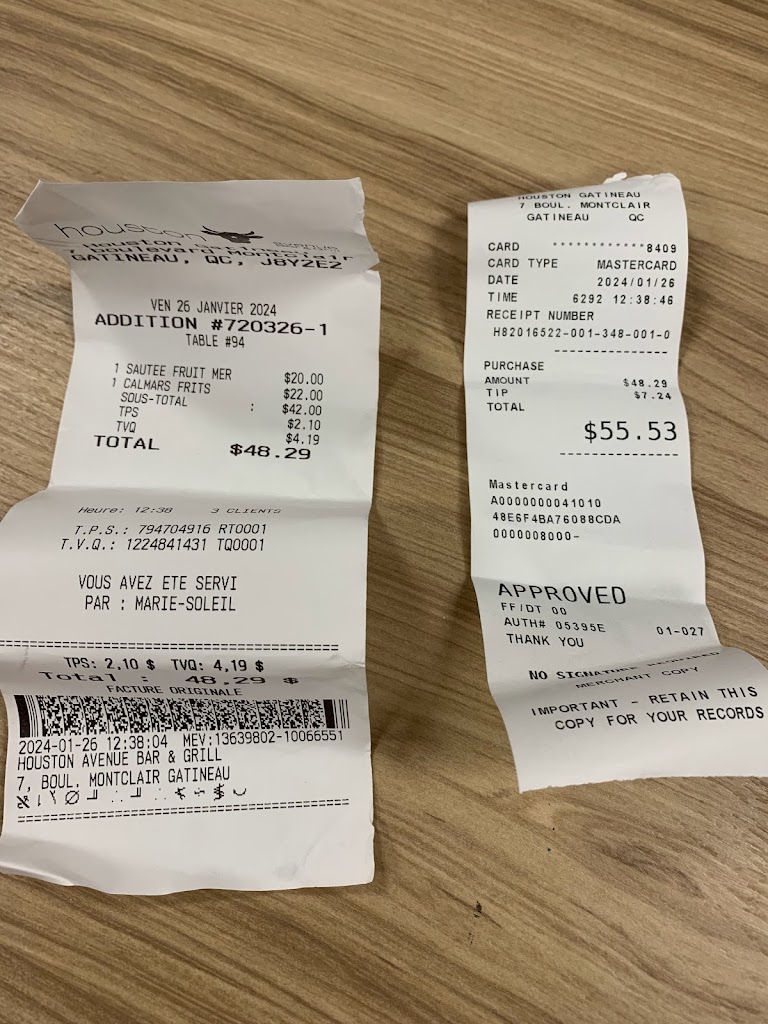 houston
HOUSTON
7 boulevard Montclair
GATINEAU, QC, J8Y2E2
VEN 26 JANVIER 2024
ADDITION #720326-1
TABLE #94
1 SAUTEE FRUIT MER $20.00
1 CALMARS FRITS $22.00
SOUS-TOTAL : $42.00
TPS $2.10
TVQ $4.19
TOTAL $48.29
Heure: 12:38 3 CLIENTS
T.P.S.: 794704916 RT0001
T.V.Q.: 1224841431 TQ0001
VOUS AVEZ ETE SERVI
PAR : MARIE-SOLEIL
TPS: 2,10 $ TVQ: 4,19 $
Total : 48,29 $
FACTURE ORIGINALE
2024-01-26 12:38:04 MEV:13639802-10066551
HOUSTON AVENUE BAR & GRILL
7, BOUL. MONTCLAIR GATINEAU
HOUSTON GATINEAU
7 BOUL. MONTCLAIR
GATINEAU QC
CARD ************8409
CARD TYPE MASTERCARD
DATE 2024/01/26
TIME 6292 12:38:46
RECEIPT NUMBER
H82016522-001-348-001-0
PURCHASE
AMOUNT $48.29
TIP $7.24
TOTAL
$55.53
Mastercard
A0000000041010
48E6F4BA76088CDA
0000008000-
APPROVED
FF/DT 00
AUTH# 05395E 01-027
THANK YOU
NO SIGNATURE REQUIRED
MERCHANT COPY
IMPORTANT - RETAIN THIS
COPY FOR YOUR RECORDS